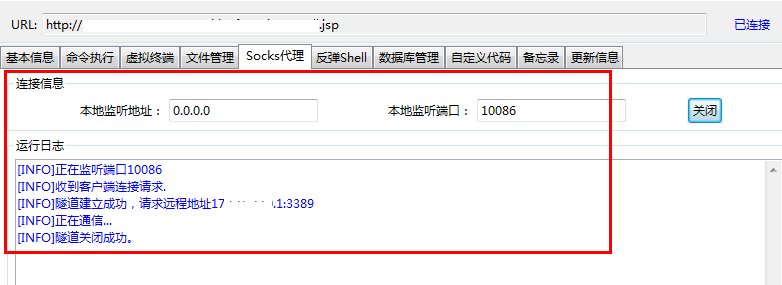 URL: http:// .jsp 已连接
基本信息 命令执行 虚拟终端 文件管理 Socks代理 反弹Shell 数据库管理 自定义代码 备忘录 更新信息
连接信息
本地监听地址： 0.0.0.0 本地监听端口： 10086 关闭
运行日志
[INFO]正在监听端口10086
[INFO]收到客户端连接请求.
[INFO]隧道建立成功，请求远程地址17 .1:3389
[INFO]正在通信...
[INFO]隧道关闭成功。